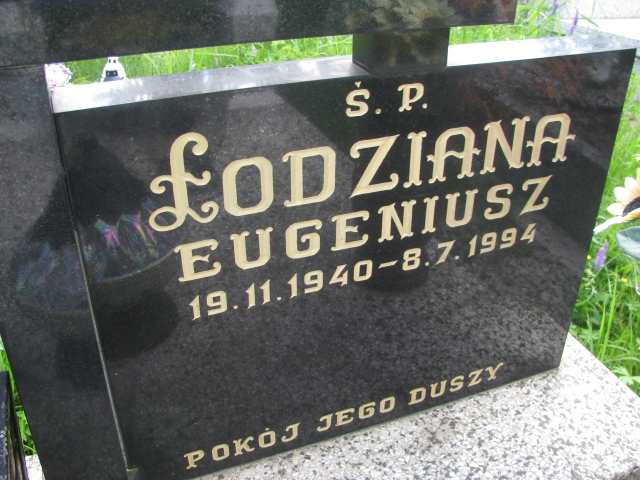 Ś. P.
ŁODZIANA
EUGENIUSZ
19.11.1940-8.7.1994
POKÓJ JEGO DUSZY